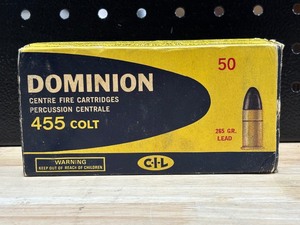 50
DOMINION
CENTRE FIRE CARTRIDGES
PERCUSSION CENTRALE
455 COLT
265 GR.
LEAD
WARNING
KEEP OUT OF REACH OF CHILDREN
C-I-L